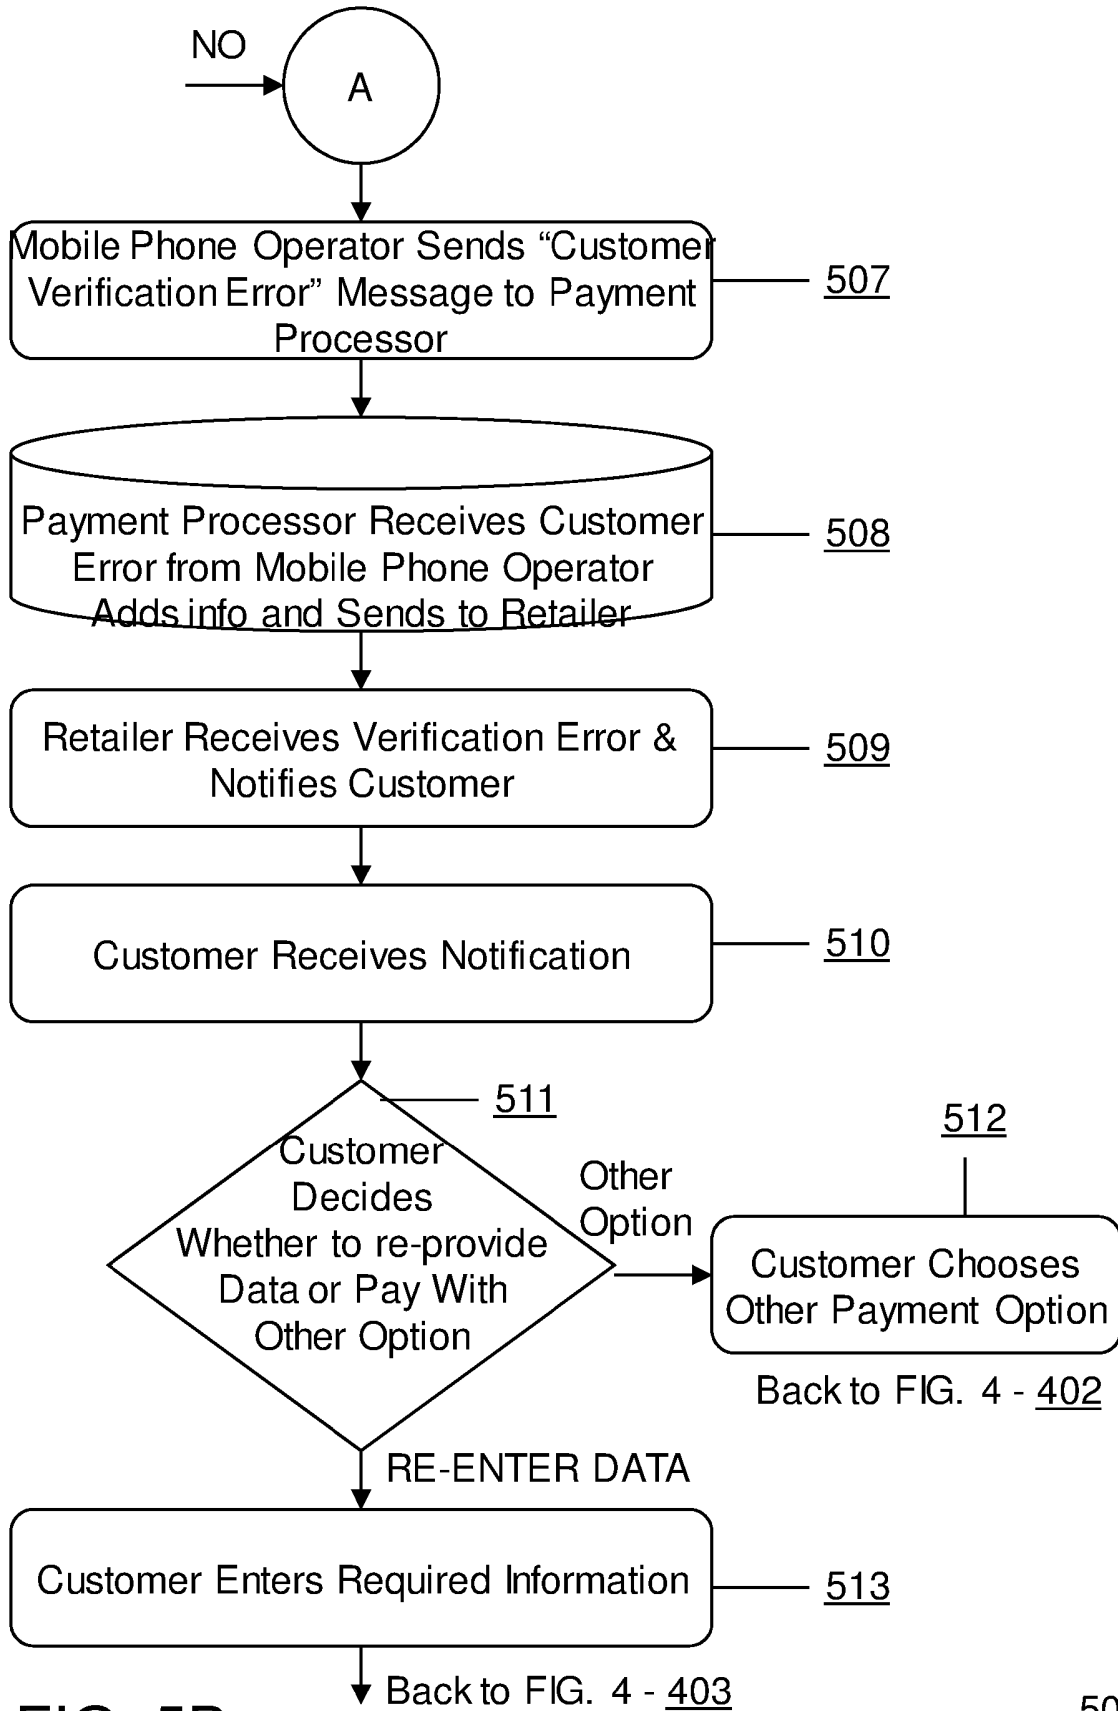 NO
A
Mobile Phone Operator Sends “Customer
Verification Error” Message to Payment
Processor
507
Payment Processor Receives Customer
Error from Mobile Phone Operator
Adds info and Sends to Retailer
508
Retailer Receives Verification Error &
Notifies Customer
509
Customer Receives Notification
510
511
Customer
Decides
Whether to re-provide
Data or Pay With
Other Option
Other
Option
512
Customer Chooses
Other Payment Option
Back to FIG. 4 - 402
RE-ENTER DATA
Customer Enters Required Information
513
Back to FIG. 4 - 403